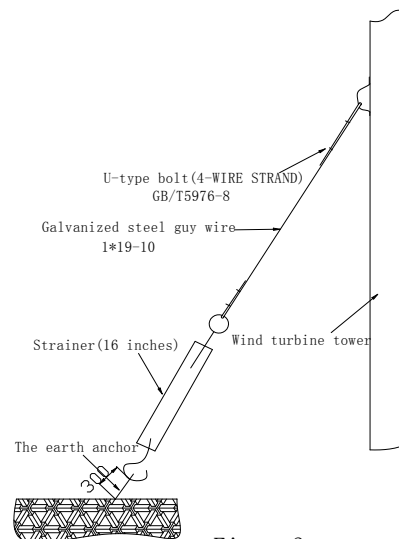 U-type bolt(4-WIRE STRAND)
GB/T5976-8
Galvanized steel guy wire
1*19-10
Strainer(16 inches)
Wind turbine tower
The earth anchor
300